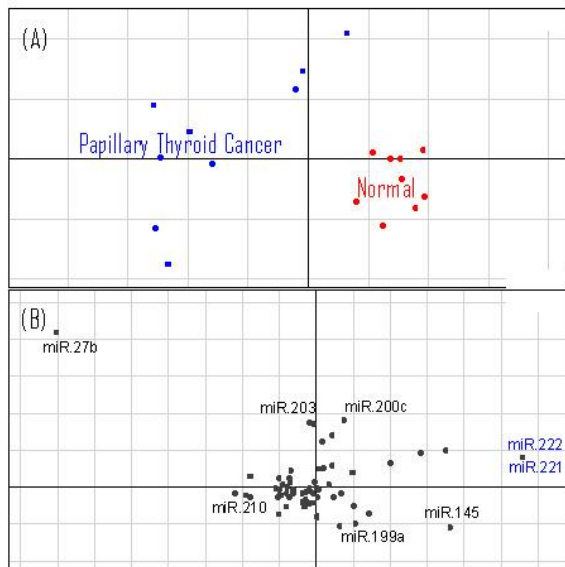 (A)
Papillary Thyroid Cancer
Normal
(B)
miR.27b
miR.203
miR.200c
miR.222
miR.221
miR.210
miR.145
miR.199a